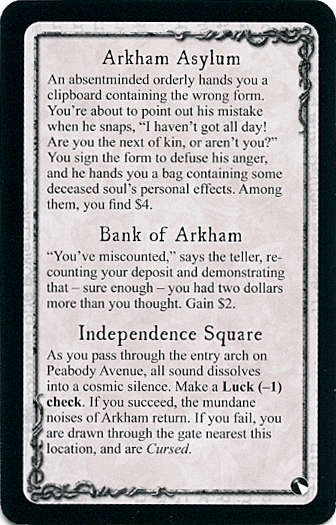 Arkham Asylum
An absentminded orderly hands you a
clipboard containing the wrong form.
You're about to point out his mistake
when he snaps, “I haven't got all day!
Are you the next of kin, or aren't you?”
You sign the form to defuse his anger,
and he hands you a bag containing some
deceased soul's personal effects. Among
them, you find $4.
Bank of Arkham
“You've miscounted,” says the teller, re-
counting your deposit and demonstrating
that – sure enough – you had two dollars
more than you thought. Gain $2.
Independence Square
As you pass through the entry arch on
Peabody Avenue, all sound dissolves
into a cosmic silence. Make a Luck (–1)
check. If you succeed, the mundane
noises of Arkham return. If you fail, you
are drawn through the gate nearest this
location, and are Cursed.